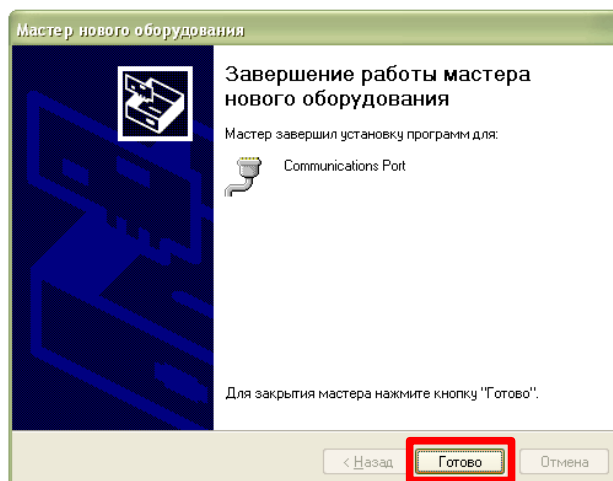 Мастер нового оборудования
Завершение работы мастера
нового оборудования
Мастер завершил установку программ для:
Communications Port
Для закрытия мастера нажмите кнопку "Готово".
< Назад
Готово
Отмена